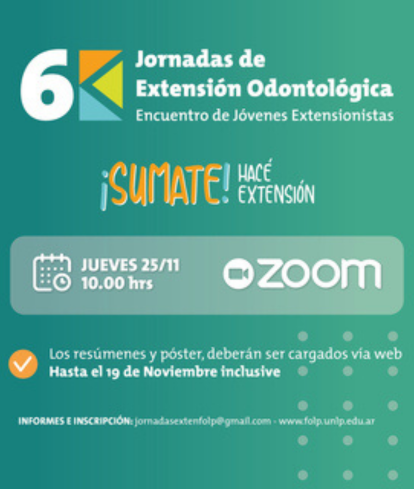 6
Jornadas de
Extensión Odontológica
Encuentro de Jóvenes Extensionistas
¡SUMATE! HACÉ
EXTENSIÓN
JUEVES 25/11
10.00 hrs
zoom
Los resúmenes y póster, deberán ser cargados vía web
Hasta el 19 de Noviembre inclusive
INFORMES E INSCRIPCIÓN: jornadasextenfolp@gmail.com - www.folp.unlp.edu.ar